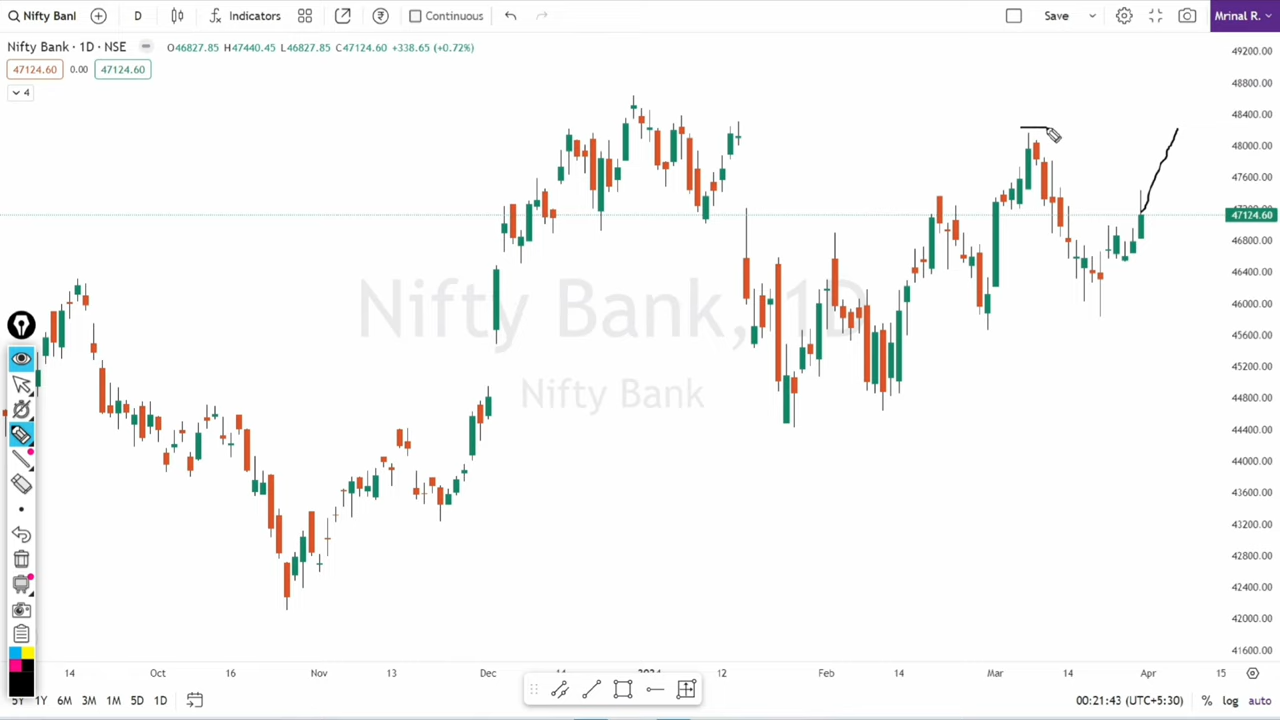 Nifty Banl
D
Indicators
Continuous
Save
Mrinal R.
Nifty Bank · 1D · NSE
O46827.85 H47440.45 L46827.85 C47124.60 +338.65 (+0.72%)
47124.60 0.00 47124.60
4
49200.00
48800.00
48400.00
48000.00
47600.00
47124.60
46800.00
46400.00
46000.00
45600.00
45200.00
44800.00
44400.00
44000.00
43600.00
43200.00
42800.00
42400.00
42000.00
41600.00
Nifty Bank, 1D
Nifty Bank
14 Oct 16 Nov 13 Dec 14 2024 12 Feb 14 Mar 14 Apr 15
5Y 1Y 6M 3M 1M 5D 1D
00:21:43 (UTC+5:30) % log auto